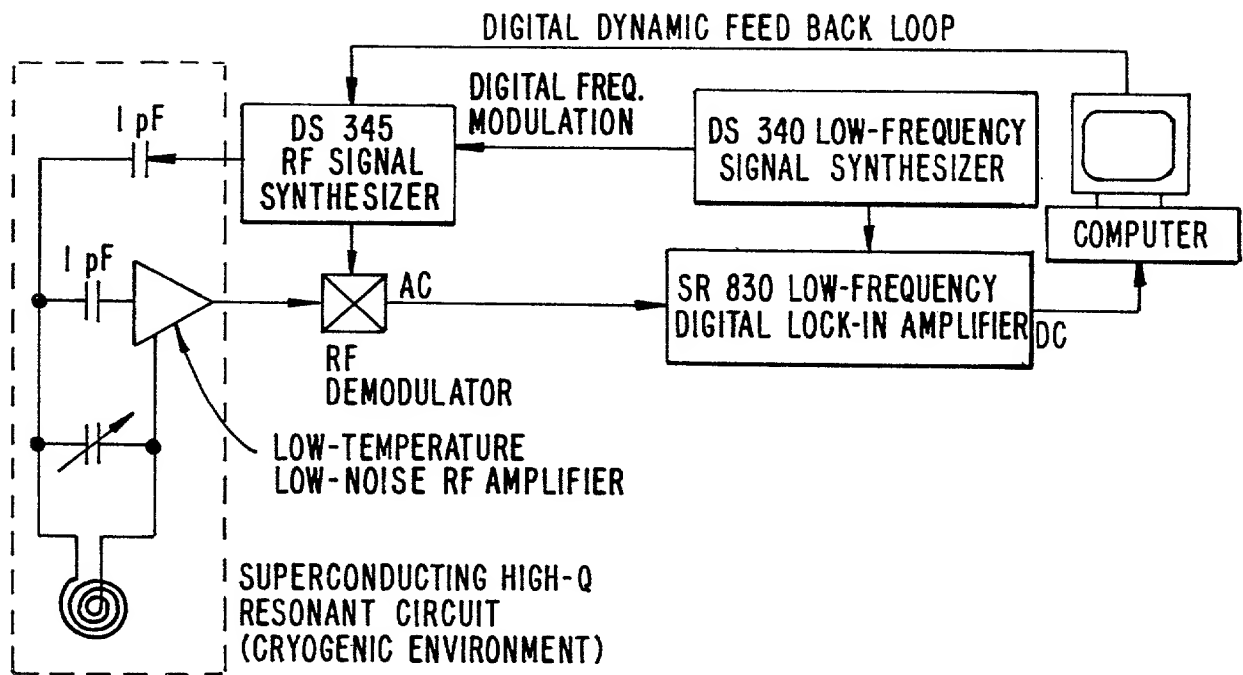 DIGITAL DYNAMIC FEED BACK LOOP
DIGITAL FREQ.
MODULATION
1 pF
DS 345
RF SIGNAL
SYNTHESIZER
DS 340 LOW-FREQUENCY
SIGNAL SYNTHESIZER
COMPUTER
1 pF
AC
SR 830 LOW-FREQUENCY
DIGITAL LOCK-IN AMPLIFIER
DC
RF
DEMODULATOR
LOW-TEMPERATURE
LOW-NOISE RF AMPLIFIER
SUPERCONDUCTING HIGH-Q
RESONANT CIRCUIT
(CRYOGENIC ENVIRONMENT)